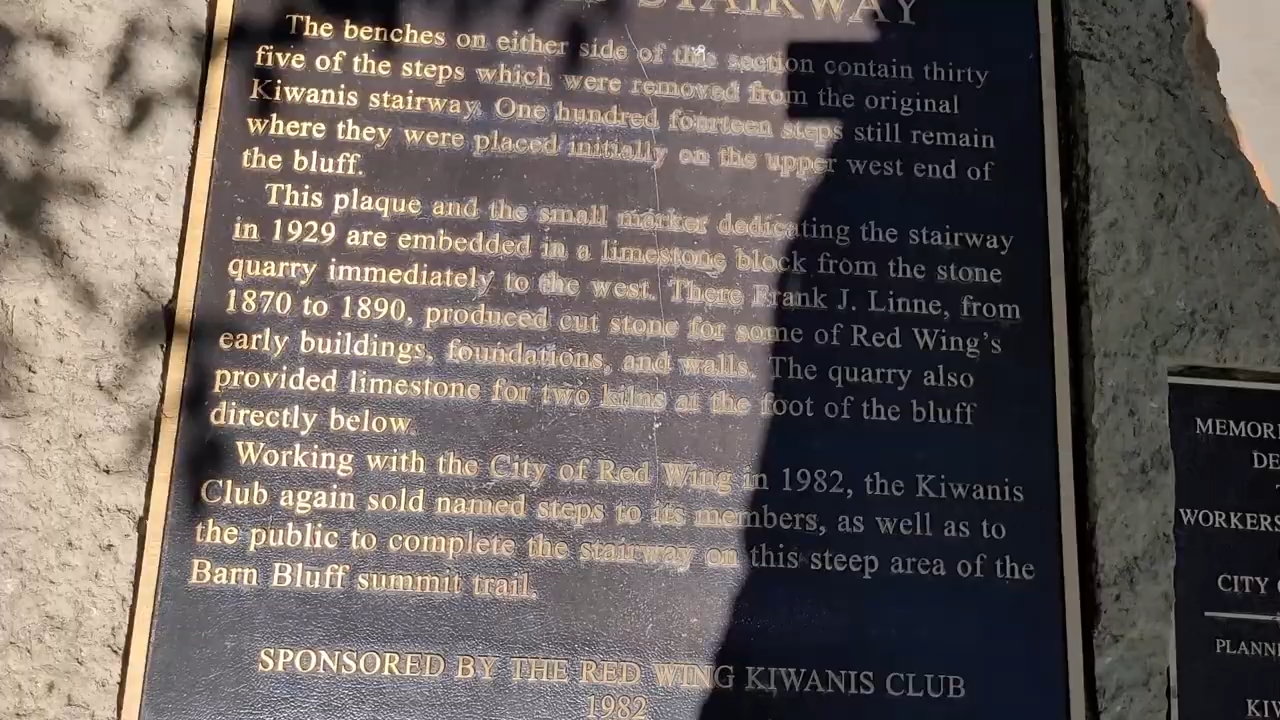 STAIRWAY
The benches on either side of this section contain thirty
five of the steps which were removed from the original
Kiwanis stairway. One hundred fourteen steps still remain
where they were placed initially on the upper west end of
the bluff.
This plaque and the small marker dedicating the stairway
in 1929 are embedded in a limestone block from the stone
quarry immediately to the west. There Frank J. Linne, from
1870 to 1890, produced cut stone for some of Red Wing's
early buildings, foundations, and walls. The quarry also
provided limestone for two kilns at the foot of the bluff
directly below.
Working with the City of Red Wing in 1982, the Kiwanis
Club again sold named steps to its members, as well as to
the public to complete the stairway on this steep area of the
Barn Bluff summit trail.
SPONSORED BY THE RED WING KIWANIS CLUB
1982
MEMOR
DE
WORKERS
CITY
PLANN
KIW